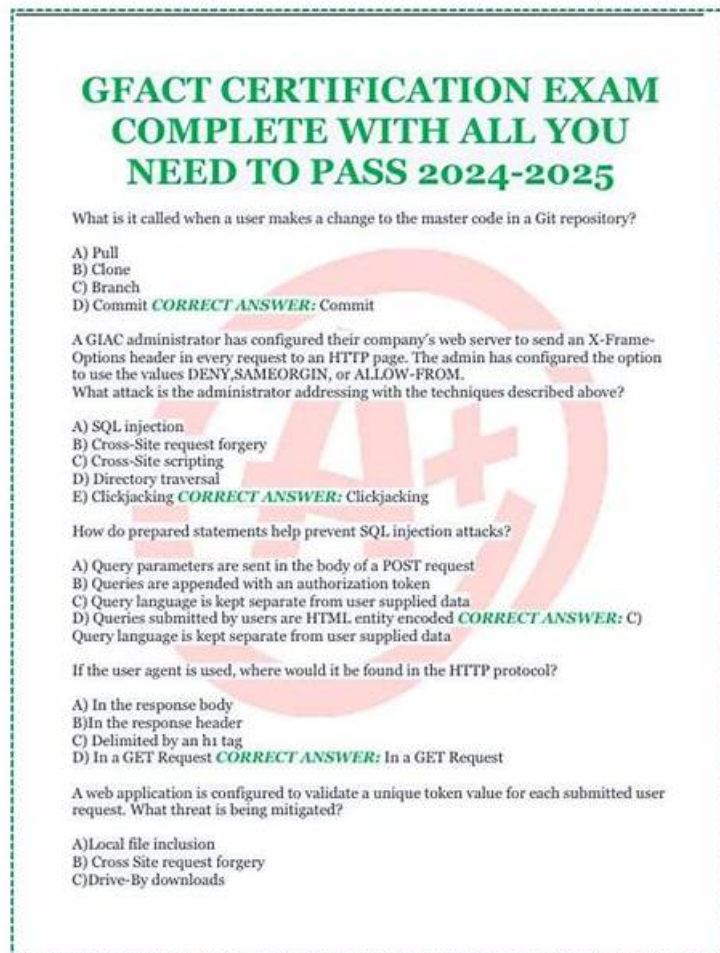 GFACT CERTIFICATION EXAM
COMPLETE WITH ALL YOU
NEED TO PASS 2024-2025
What is it called when a user makes a change to the master code in a Git repository?
A) Pull
B) Clone
C) Branch
D) Commit CORRECT ANSWER: Commit
A GIAC administrator has configured their company's web server to send an X-Frame-
Options header in every request to an HTTP page. The admin has configured the option
to use the values DENY,SAMEORGIN, or ALLOW-FROM.
What attack is the administrator addressing with the techniques described above?
A) SQL injection
B) Cross-Site request forgery
C) Cross-Site scripting
D) Directory traversal
E) Clickjacking CORRECT ANSWER: Clickjacking
How do prepared statements help prevent SQL injection attacks?
A) Query parameters are sent in the body of a POST request
B) Queries are appended with an authorization token
C) Query language is kept separate from user supplied data
D) Queries submitted by users are HTML entity encoded CORRECT ANSWER: C)
Query language is kept separate from user supplied data
If the user agent is used, where would it be found in the HTTP protocol?
A) In the response body
B)In the response header
C) Delimited by an h1 tag
D) In a GET Request CORRECT ANSWER: In a GET Request
A web application is configured to validate a unique token value for each submitted user
request. What threat is being mitigated?
A)Local file inclusion
B) Cross Site request forgery
C)Drive-By downloads
A+